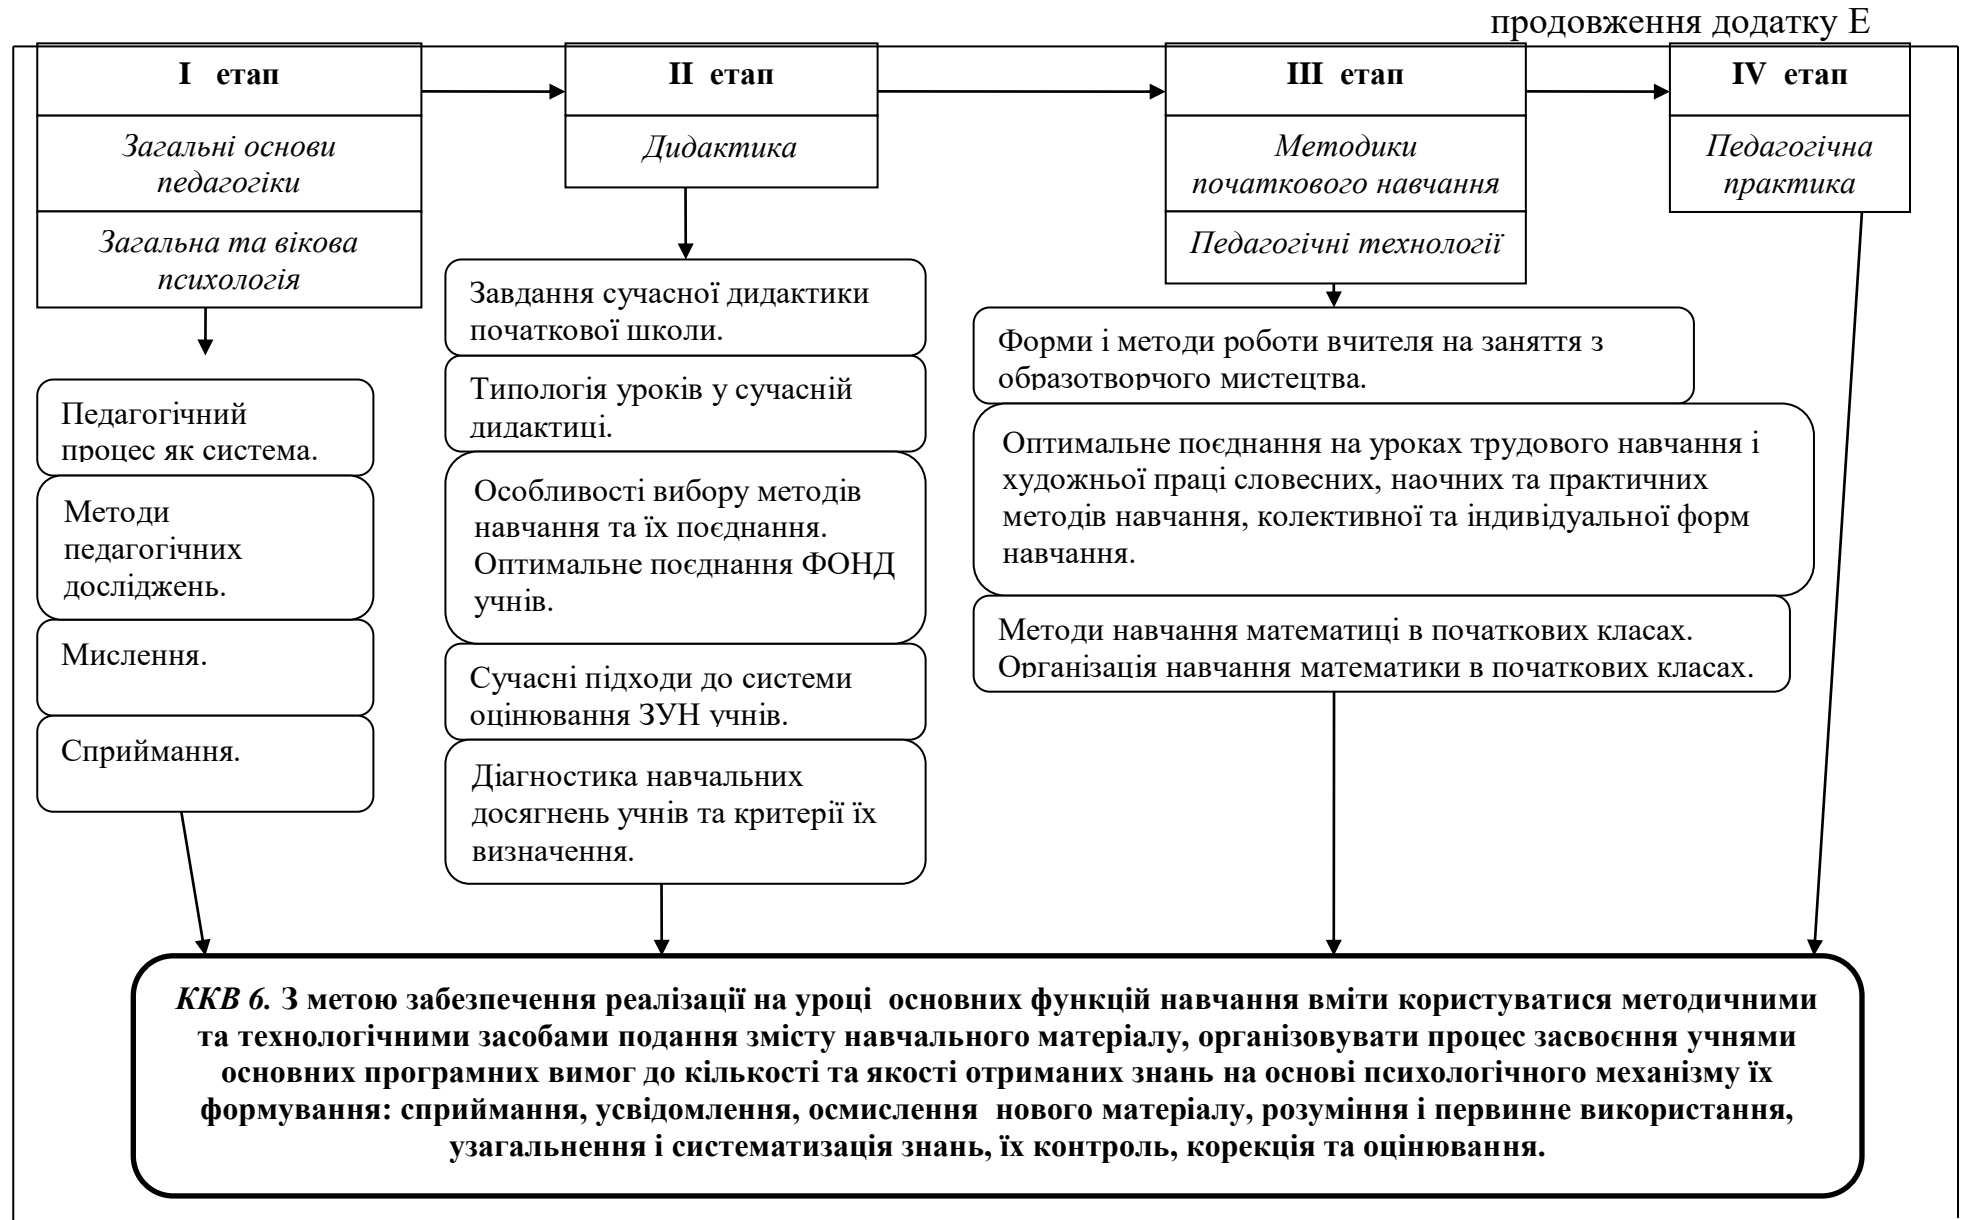 продовження додатку Е
І етап
Загальні основи
педагогіки
Загальна та вікова
психологія
Педагогічний
процес як система.
Методи
педагогічних
досліджень.
Мислення.
Сприймання.
ІІ етап
Дидактика
Завдання сучасної дидактики
початкової школи.
Типологія уроків у сучасній
дидактиці.
Особливості вибору методів
навчання та їх поєднання.
Оптимальне поєднання ФОНД
учнів.
Сучасні підходи до системи
оцінювання ЗУН учнів.
Діагностика навчальних
досягнень учнів та критерії їх
визначення.
ІІІ етап
Методики
початкового навчання
Педагогічні технології
Форми і методи роботи вчителя на заняття з
образотворчого мистецтва.
Оптимальне поєднання на уроках трудового навчання і
художньої праці словесних, наочних та практичних
методів навчання, колективної та індивідуальної форм
навчання.
Методи навчання математиці в початкових класах.
Організація навчання математики в початкових класах.
IV етап
Педагогічна
практика
ККВ 6. З метою забезпечення реалізації на уроці основних функцій навчання вміти користуватися методичними
та технологічними засобами подання змісту навчального матеріалу, організовувати процес засвоєння учнями
основних програмних вимог до кількості та якості отриманих знань на основі психологічного механізму їх
формування: сприймання, усвідомлення, осмислення нового матеріалу, розуміння і первинне використання,
узагальнення і систематизація знань, їх контроль, корекція та оцінювання.